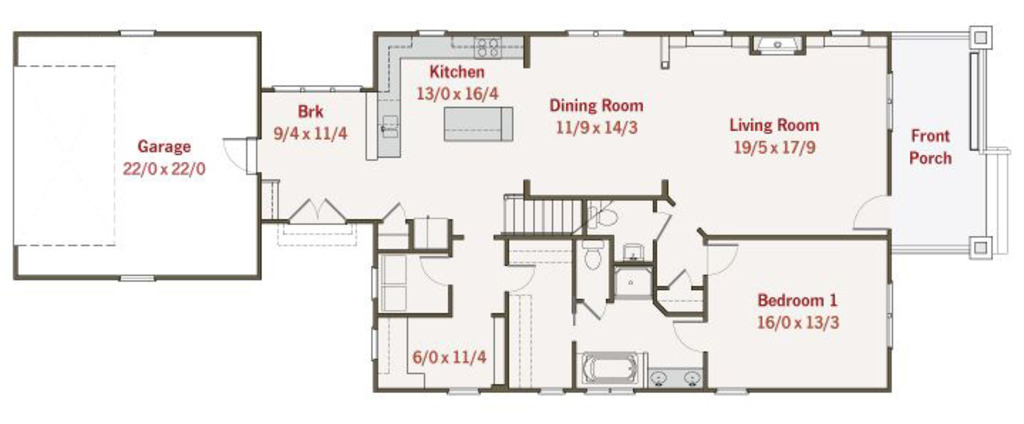 Kitchen
13/0 x 16/4
Brk
9/4 x 11/4
Dining Room
11/9 x 14/3
Living Room
19/5 x 17/9
Front
Porch
Garage
22/0 x 22/0
Bedroom 1
16/0 x 13/3
6/0 x 11/4